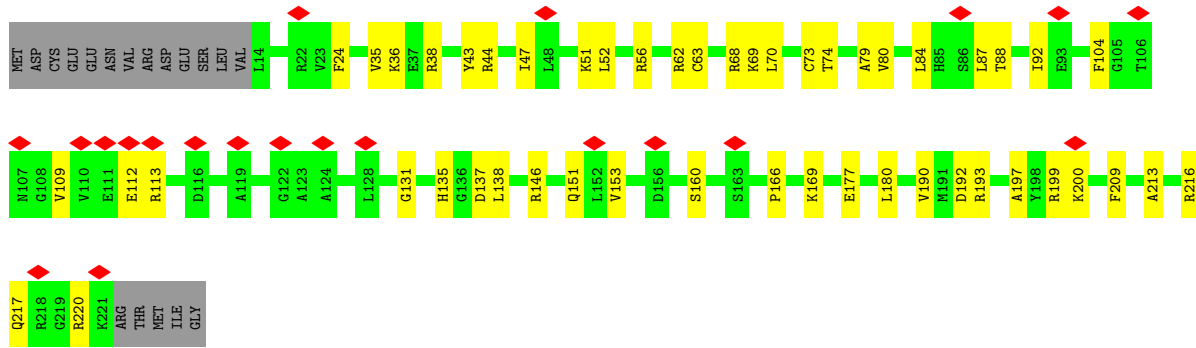 MET ASP CYS GLU GLU ASN VAL ARG ASP GLU SER LEU VAL L14 R22 V23 F24 V35 K36 E37 R38 Y43 R44 I47 L48 K51 L52 R56 R62 C63 R68 K69 L70 C73 T74 A79 V80 L84 H85 S86 L87 T88 I92 E93 F104 G105 T106
N107 G108 V109 V110 E111 E112 R113 D116 A119 G122 A123 A124 L128 G131 H135 G136 D137 L138 R146 Q151 L152 V153 D156 S160 S163 P166 K169 E177 L180 V190 M191 D192 R193 A197 Y198 R199 K200 F209 A213 R216
Q217 R218 G219 R220 K221 ARG THR MET ILE GLY